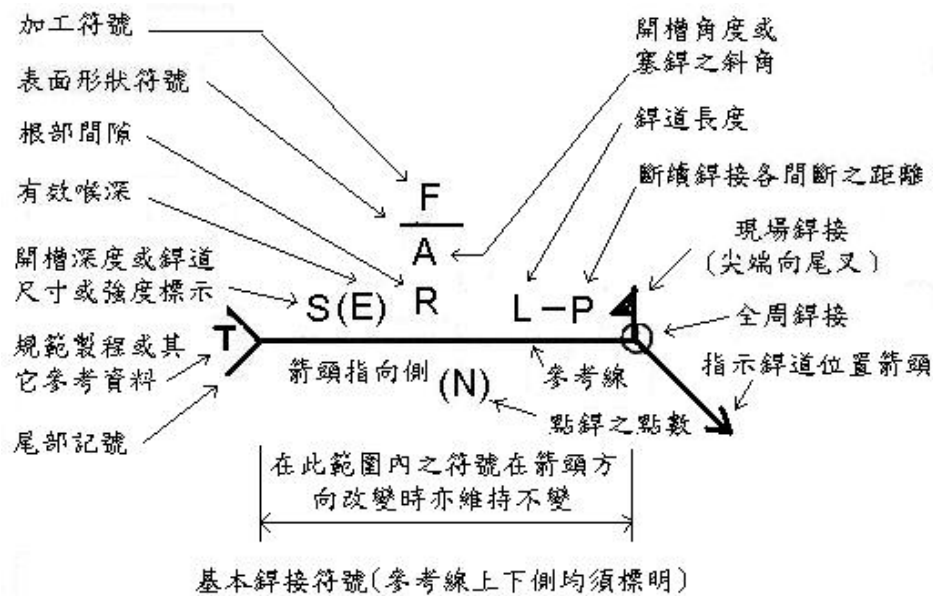 加工符號
表面形狀符號
根部間隙
有效喉深
開槽深度或銲道
尺寸或強度標示
規範製程或其
它參考資料
尾部記號
開槽角度或
塞銲之斜角
銲道長度
斷續銲接各間斷之距離
現場銲接
(尖端向尾叉)
全周銲接
指示銲道位置箭頭
F
A
R
S(E)
L-P
T
箭頭指向側
(N)
參考線
點銲之點數
在此範圍內之符號在箭頭方
向改變時亦維持不變
基本銲接符號(參考線上下側均須標明)